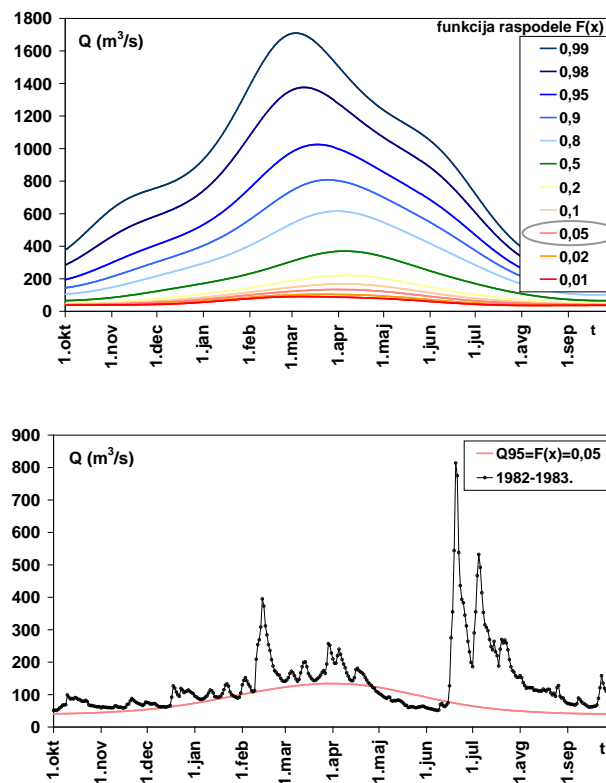 funkcija raspodele F(x)
Q (m³/s)
1800
1600
1400
1200
1000
800
600
400
200
0
0,99
0,98
0,95
0,9
0,8
0,5
0,2
0,1
0,05
0,02
0,01
1.okt
1.nov
1.dec
1.jan
1.feb
1.mar
1.apr
1.maj
1.jun
1.jul
1.avg
1.sep
t
Q (m³/s)
900
800
700
600
500
400
300
200
100
0
Q95=F(x)=0,05
1982-1983.
1.okt
1.nov
1.dec
1.jan
1.feb
1.mar
1.apr
1.maj
1.jun
1.jul
1.avg
1.sep
t